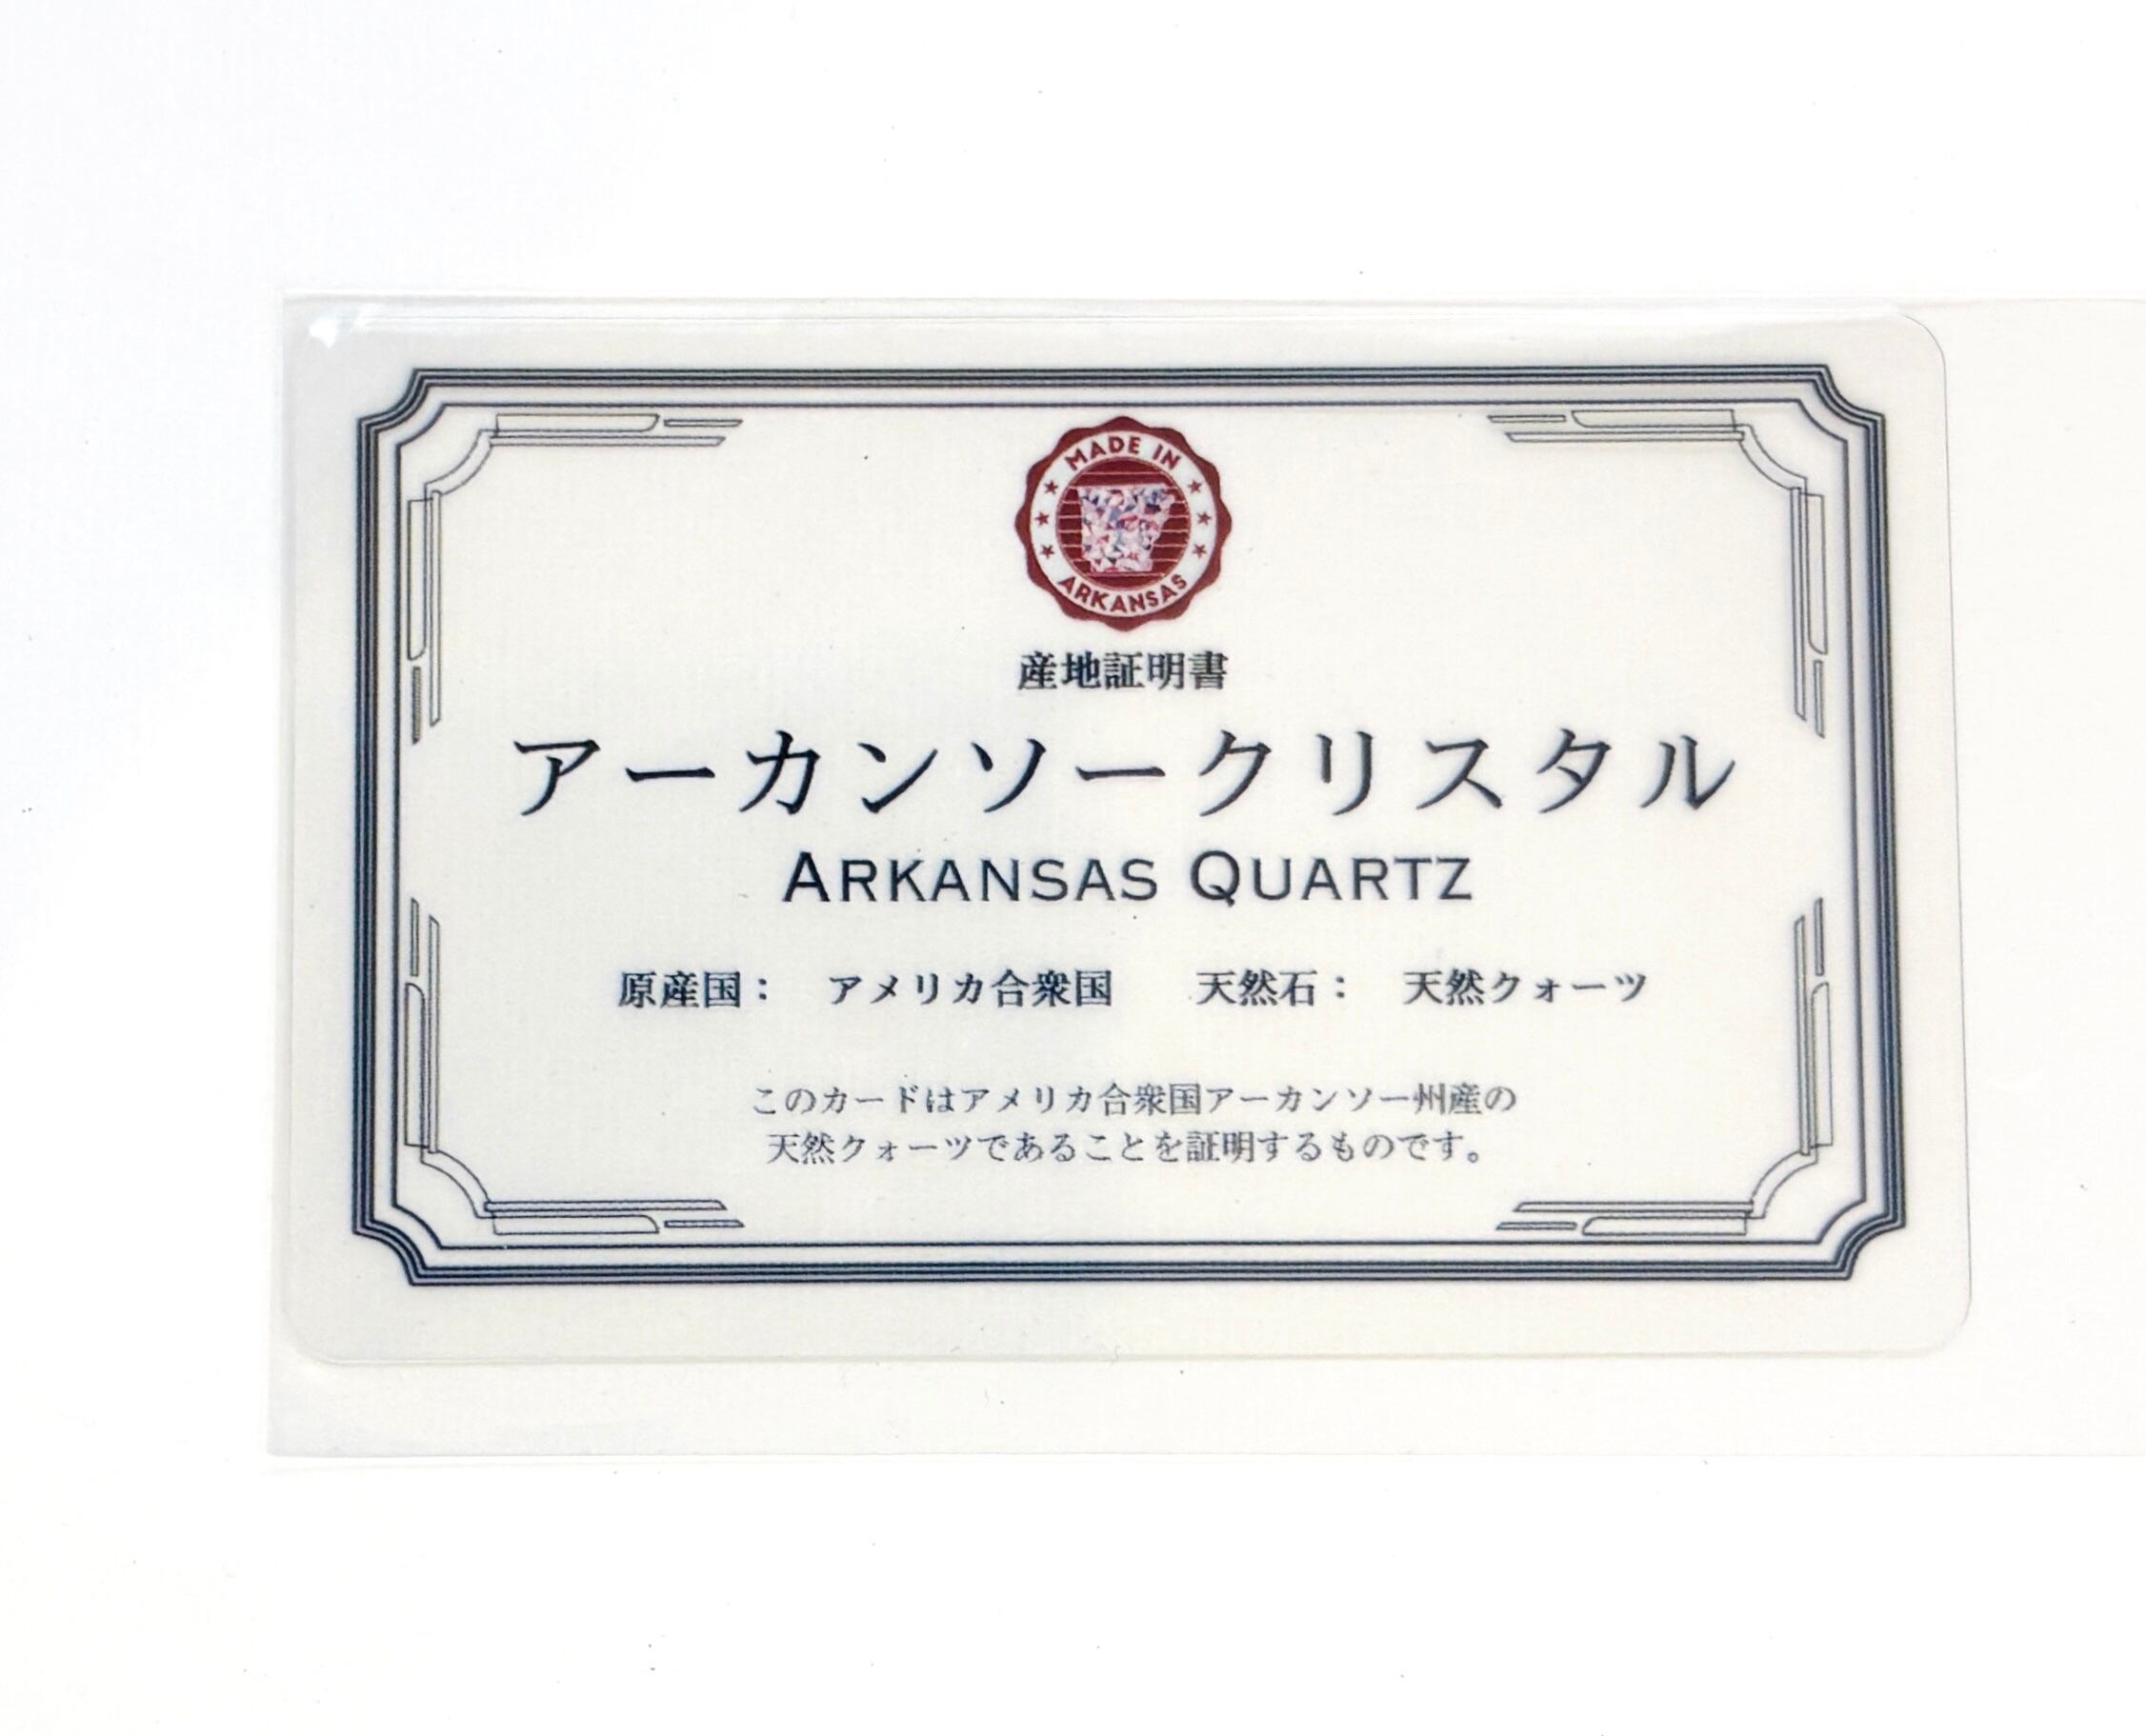 MADE IN
ARKANSAS
産地証明書
アーカンソークリスタル
ARKANSAS QUARTZ
原産国： アメリカ合衆国 天然石： 天然クォーツ
このカードはアメリカ合衆国アーカンソー州産の
天然クォーツであることを証明するものです。